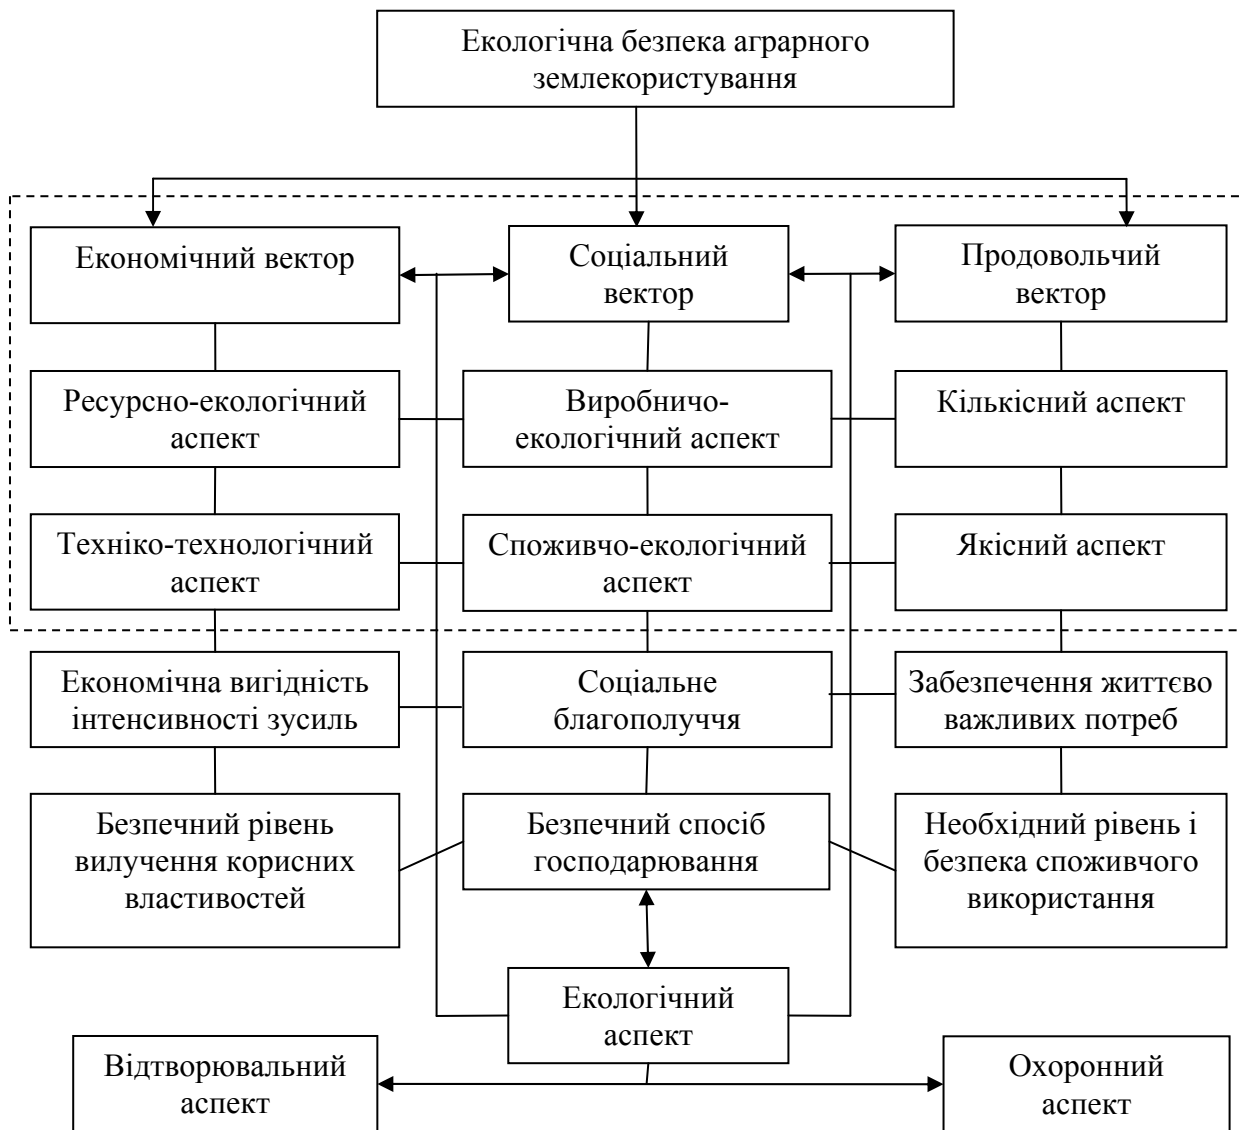 Екологічна безпека аграрного
землекористування
Економічний вектор
Соціальний
вектор
Продовольчий
вектор
Ресурсно-екологічний
аспект
Виробничо-
екологічний аспект
Кількісний аспект
Техніко-технологічний
аспект
Споживчо-екологічний
аспект
Якісний аспект
Економічна вигідність
інтенсивності зусиль
Соціальне
благополуччя
Забезпечення життєво
важливих потреб
Безпечний рівень
вилучення корисних
властивостей
Безпечний спосіб
господарювання
Необхідний рівень і
безпека споживчого
використання
Екологічний
аспект
Відтворювальний
аспект
Охоронний
аспект